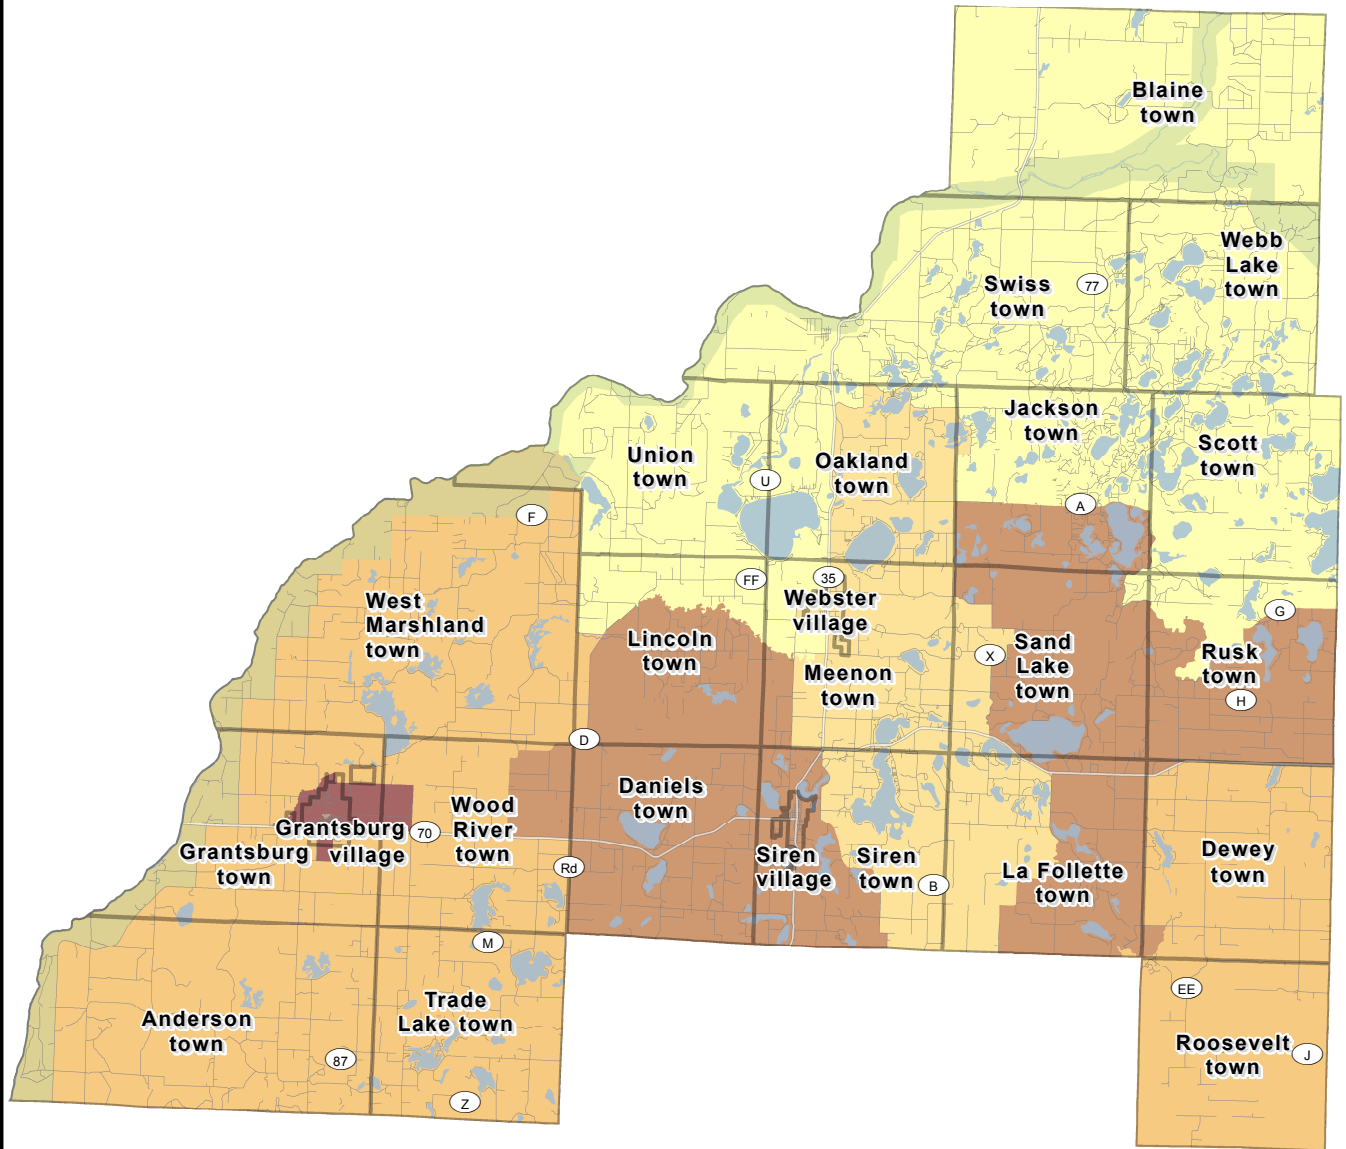 Blaine
town
Webb
Lake
town
Swiss
town
77
Jackson
town
Scott
town
Union
town
U
Oakland
town
A
F
FF
35
Webster
village
West
Marshland
town
Lincoln
town
X
Sand
Lake
town
G
Rusk
town
H
Meenon
town
D
Daniels
town
Wood
River
town
Grantsburg
village
70
Grantsburg
town
Rd
Siren
village
Siren
town
B
La Follette
town
Dewey
town
M
EE
Trade
Lake town
Anderson
town
87
Z
Roosevelt
town
J